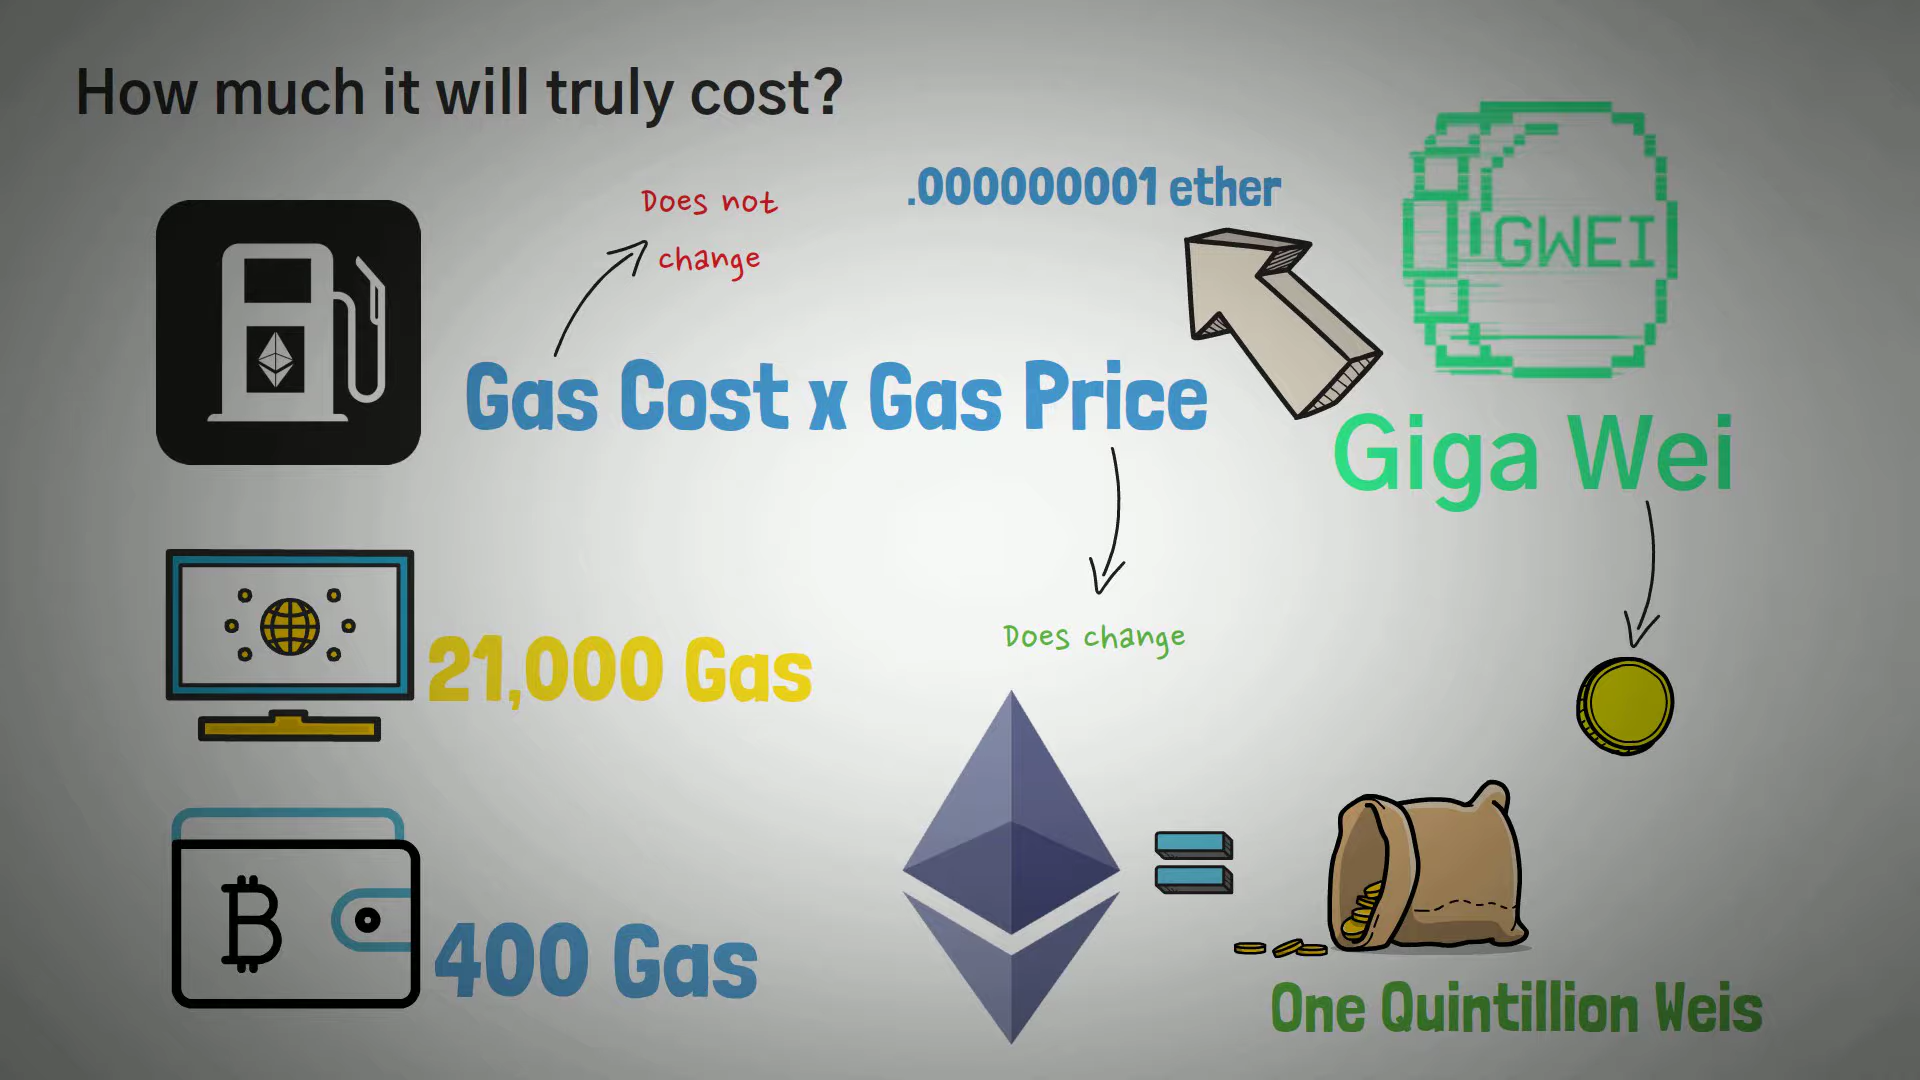 How much it will truly cost?
Does not
change
.000000001 ether
GWEI
Gas Cost x Gas Price
Giga Wei
21,000 Gas
Does change
400 Gas
One Quintillion Weis